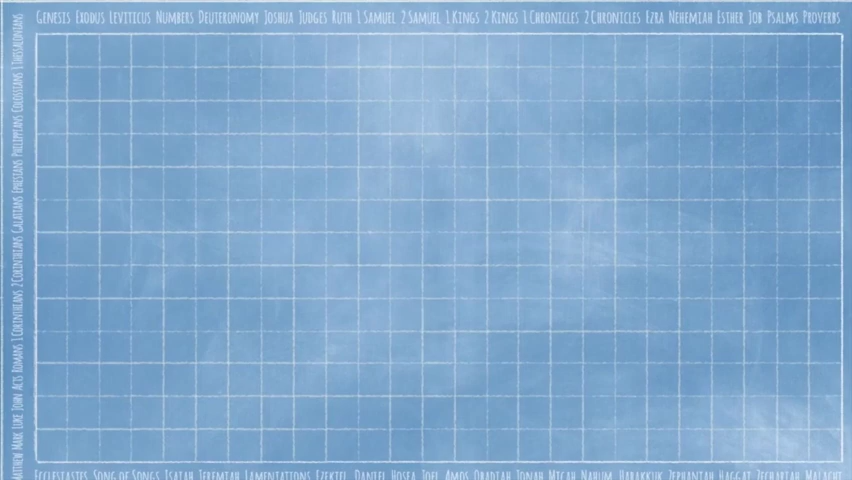 Genesis Exodus Leviticus Numbers Deuteronomy Joshua Judges Ruth 1 Samuel 2 Samuel 1 Kings 2 Kings 1 Chronicles 2 Chronicles Ezra Nehemiah Esther Job Psalms Proverbs
Matthew Mark Luke John Acts Romans 1 Corinthians 2 Corinthians Galatians Ephesians Philippians Colossians 1 Thessalonians
Ecclesiastes Song of Songs Isaiah Jeremiah Lamentations Ezekiel Daniel Hosea Joel Amos Obadiah Jonah Micah Nahum Habakkuk Zephaniah Haggai Zechariah Malachi